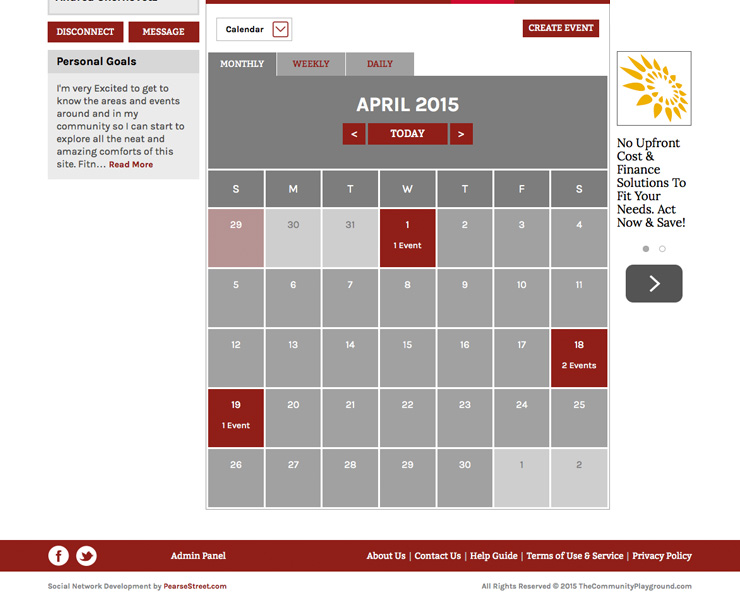 DISCONNECT MESSAGE
Personal Goals
I'm very Excited to get to
know the areas and events
around and in my
community so I can start to
explore all the neat and
amazing comforts of this
site. Fitn… Read More
Calendar
CREATE EVENT
MONTHLY WEEKLY DAILY
APRIL 2015
< TODAY >
S M T W T F S
29 30 31 1 2 3 4
1 Event
5 6 7 8 9 10 11
12 13 14 15 16 17 18
2 Events
19 20 21 22 23 24 25
1 Event
26 27 28 29 30 1 2
No Upfront
Cost &
Finance
Solutions To
Fit Your
Needs. Act
Now & Save!
Admin Panel
About Us | Contact Us | Help Guide | Terms of Use & Service | Privacy Policy
Social Network Development by PearseStreet.com
All Rights Reserved © 2015 TheCommunityPlayground.com